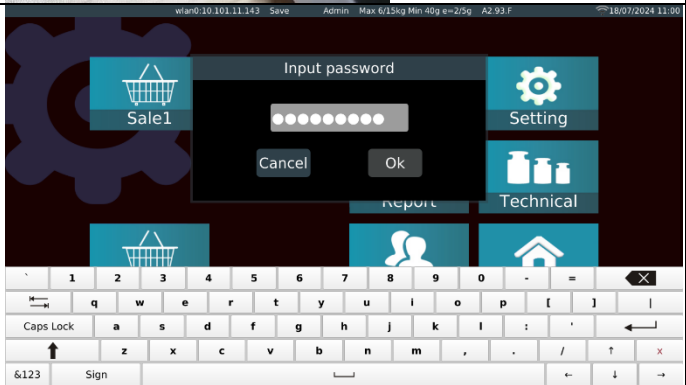 wlan0:10.101.11.143 Save Admin Max 6/15kg Min 40g e=2/5g A2.93.F 18/07/2024 11:00
Input password
Sale1
Setting
Cancel Ok
Report
Technical
` 1 2 3 4 5 6 7 8 9 0 - =
q w e r t y u i o p [ ] |
Caps Lock a s d f g h j k l : '
z x c v b n m , . / ↑ x
&123 Sign ← ↓ →